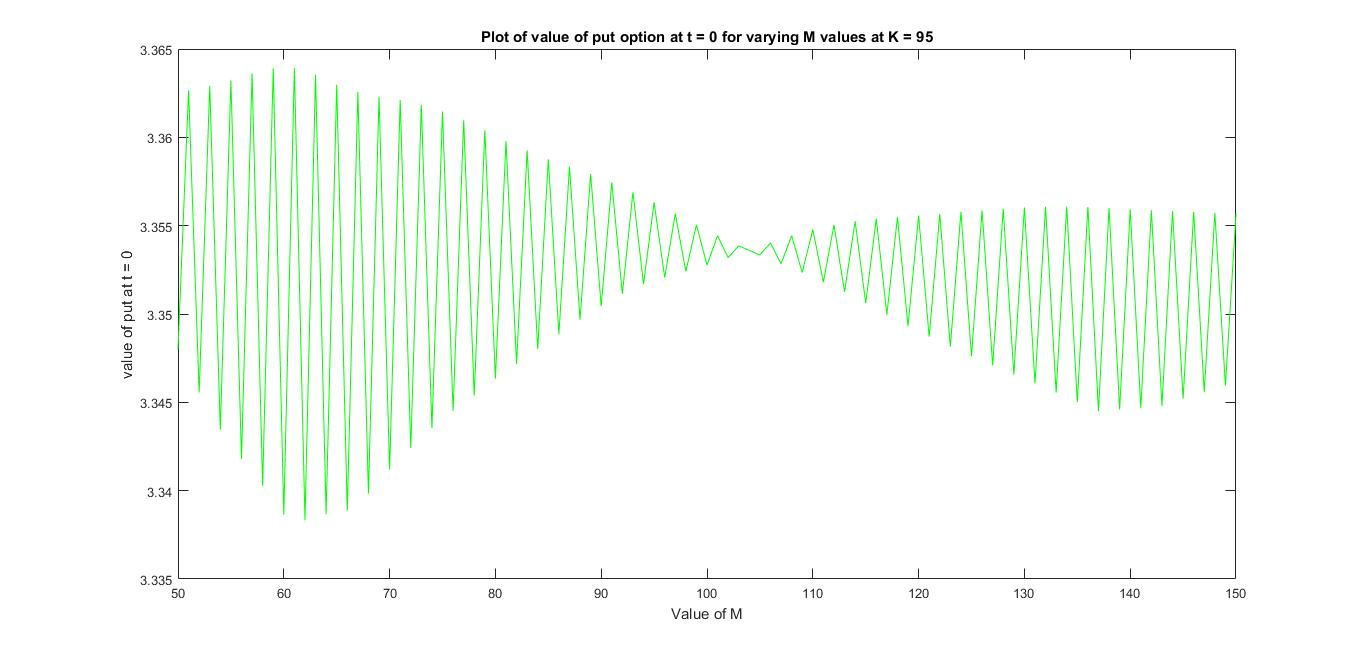 Plot of value of put option at t = 0 for varying M values at K = 95
3.365
3.36
3.355
3.35
3.345
3.34
3.335
value of put at t = 0
50 60 70 80 90 100 110 120 130 140 150
Value of M